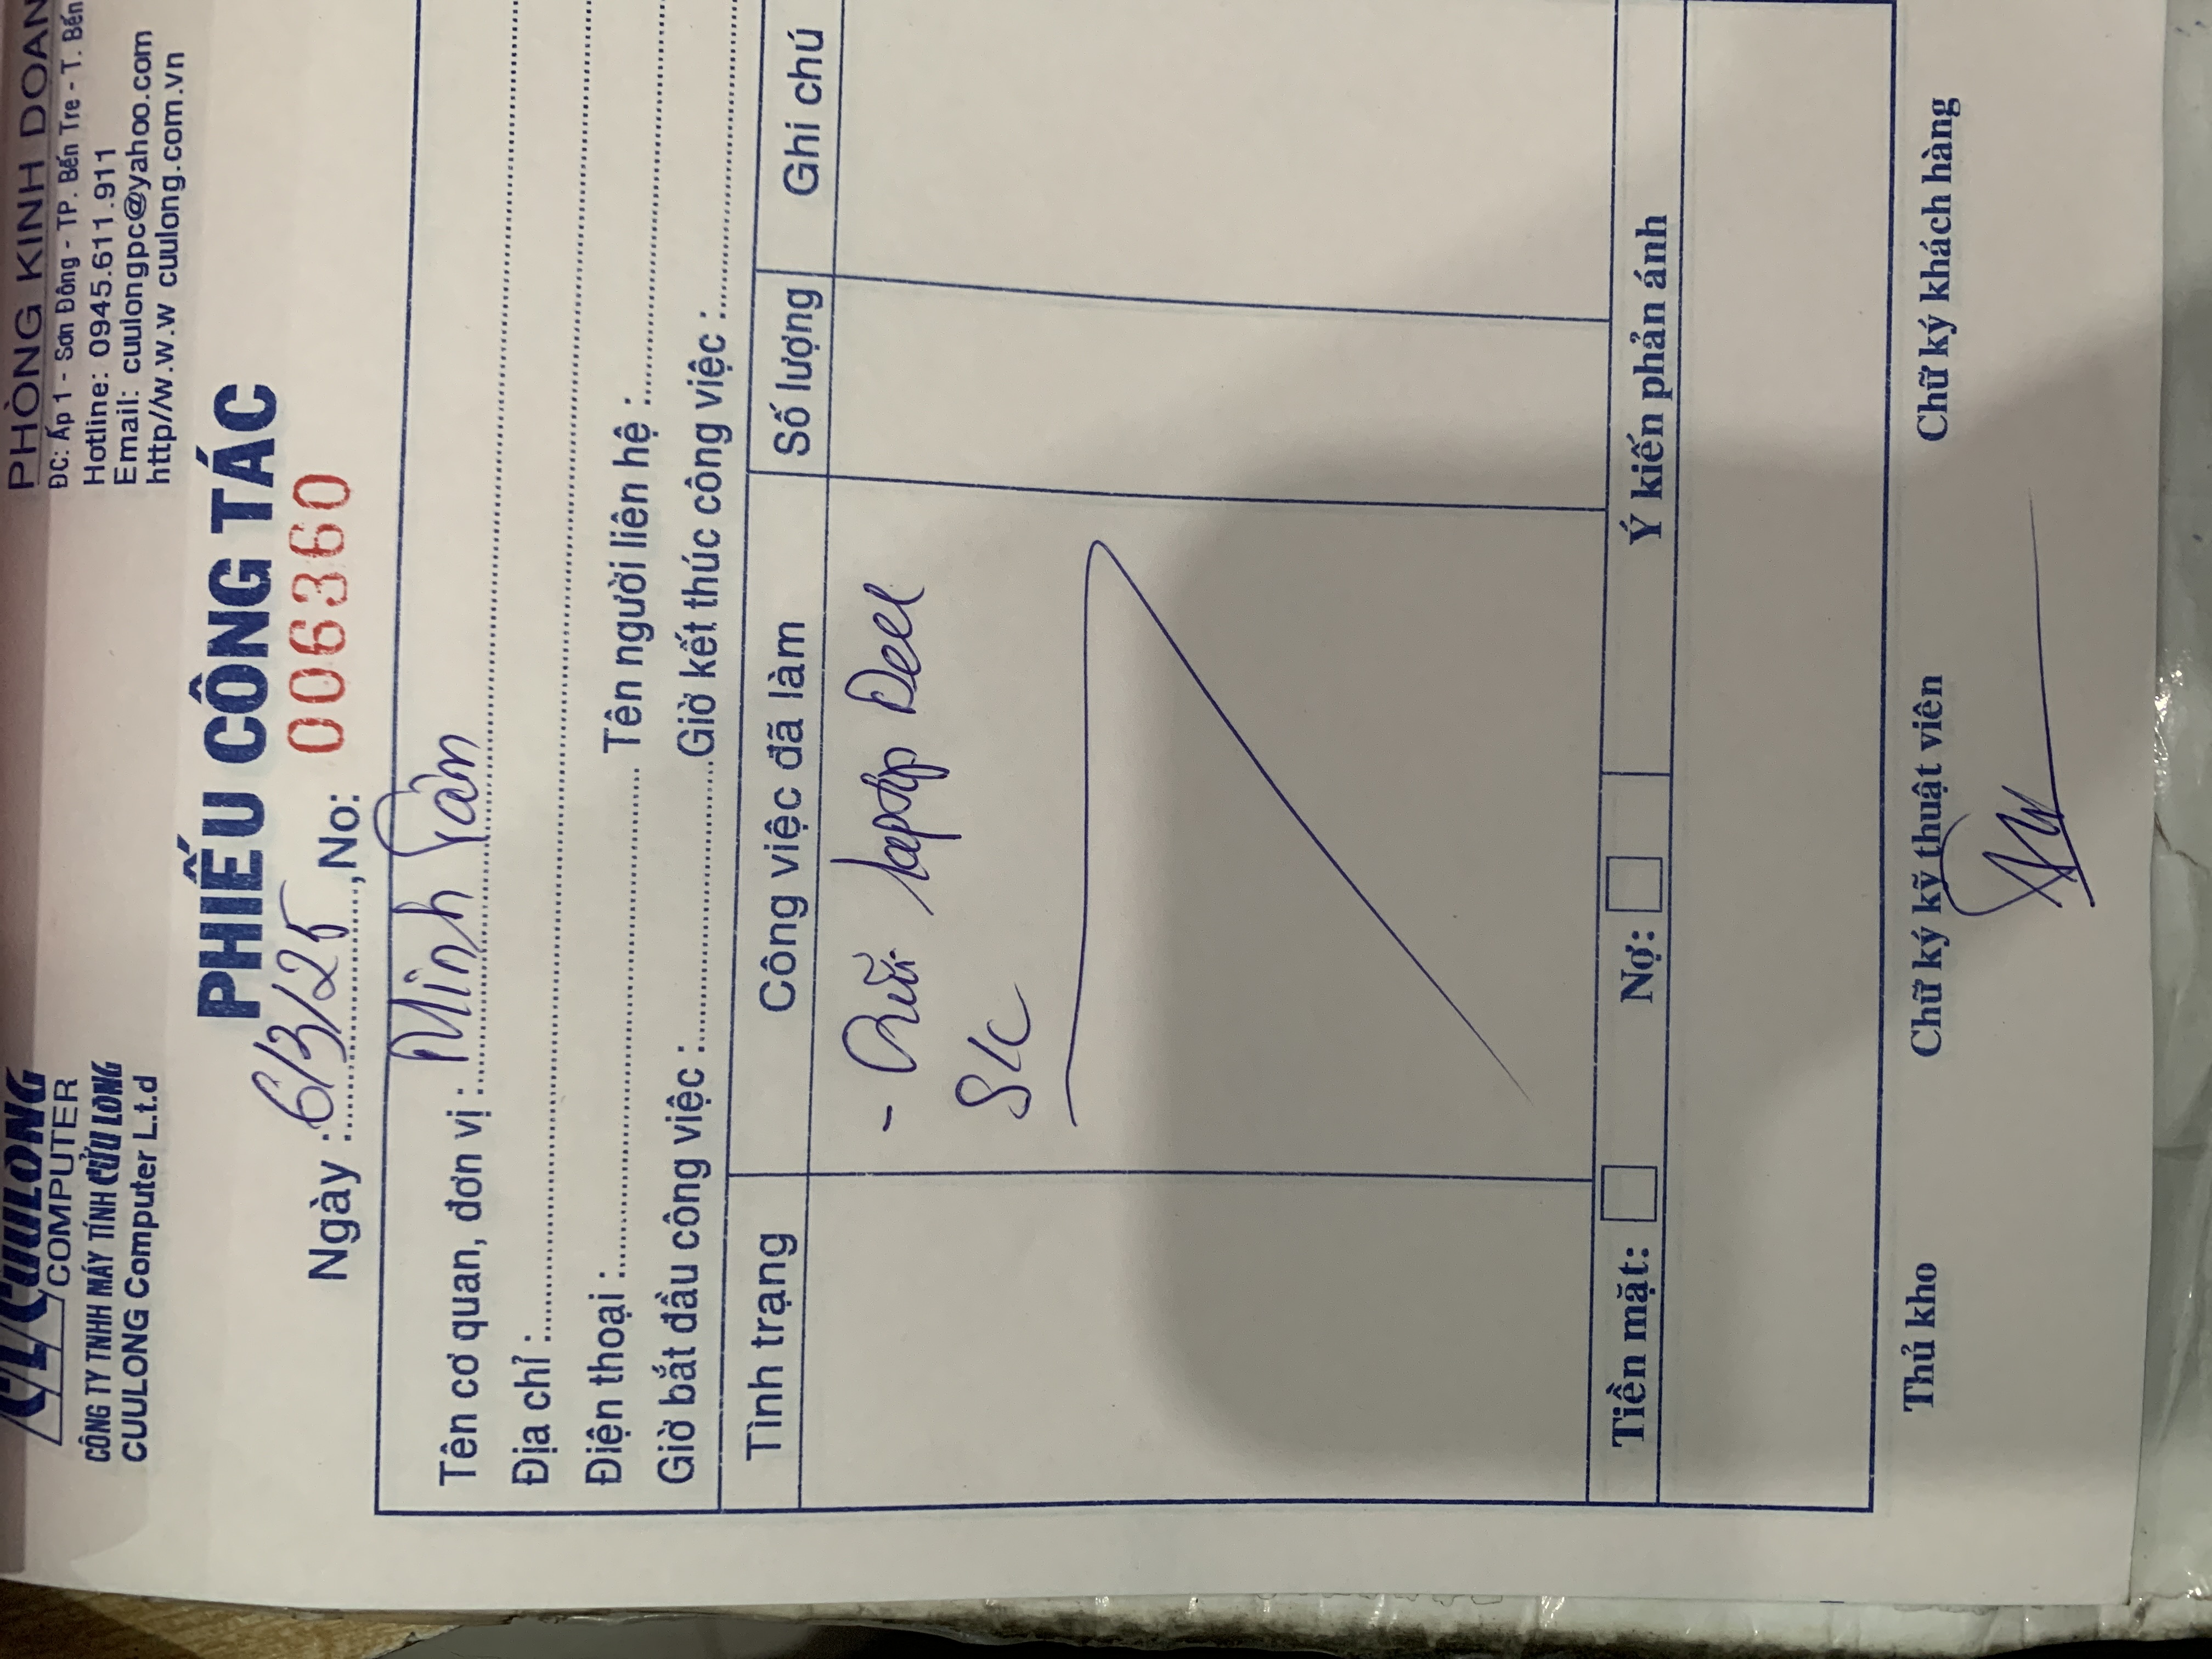 CUULONG
COMPUTER
CÔNG TY TNHH MÁY TÍNH CỬU LONG
CUULONG Computer L.t.d
PHÒNG KINH DOAN
ĐC: Ấp 1 - Sơn Đông - TP. Bến Tre - T. Bến
Hotline: 0945.611.911
Email: cuulongpc@yahoo.com
http//w.w.w cuulong.com.vn
PHIẾU CÔNG TÁC
Ngày : 6/3/25 ,No: 006360
Tên cơ quan, đơn vị : Minh Tân
Địa chỉ :
Điện thoại : Tên người liên hệ :
Giờ bắt đầu công việc : Giờ kết thúc công việc :
Tình trạng Công việc đã làm Số lượng Ghi chú
- laptop Dell
S/C
Tiền mặt: Nợ: Ý kiến phản ánh
Thủ kho Chữ ký kỹ thuật viên Chữ ký khách hàng